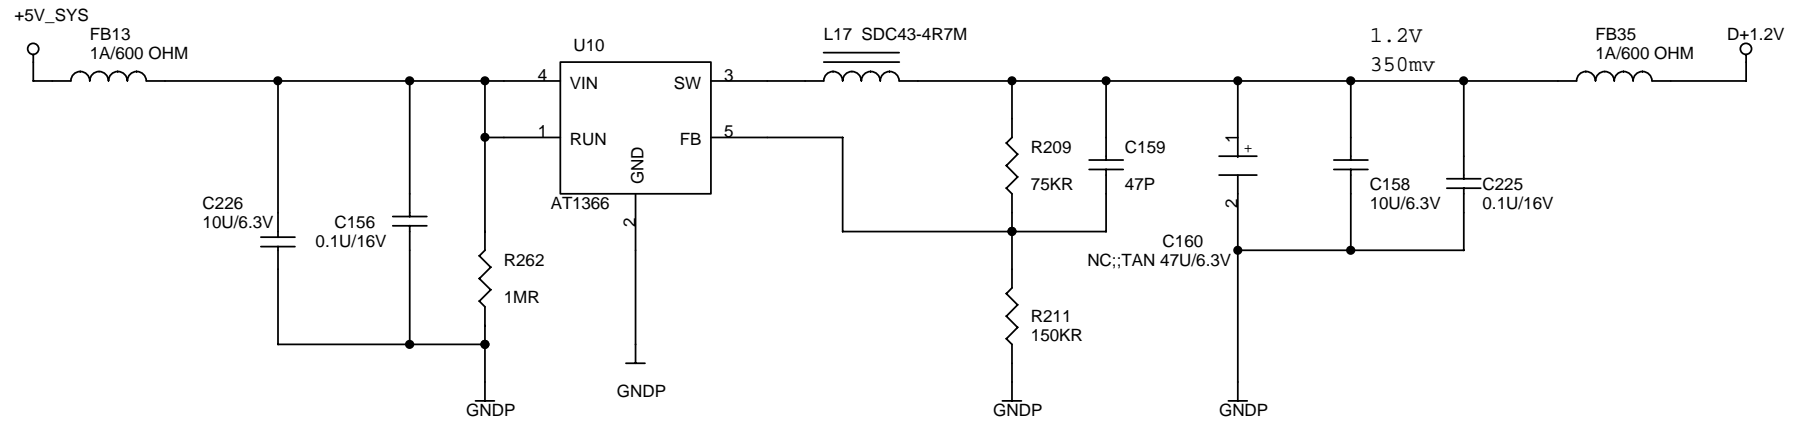 +5V_SYS
FB13
1A/600 OHM
U10
L17 SDC43-4R7M
1.2V
350mv
FB35
1A/600 OHM
D+1.2V
4
VIN
SW
3
1
RUN
FB
5
GND
2
AT1366
C226
10U/6.3V
C156
0.1U/16V
R262
1MR
R209
75KR
C159
47P
1
+
2
C160
NC;;TAN 47U/6.3V
C158
10U/6.3V
C225
0.1U/16V
R211
150KR
GNDP
GNDP
GNDP
GNDP